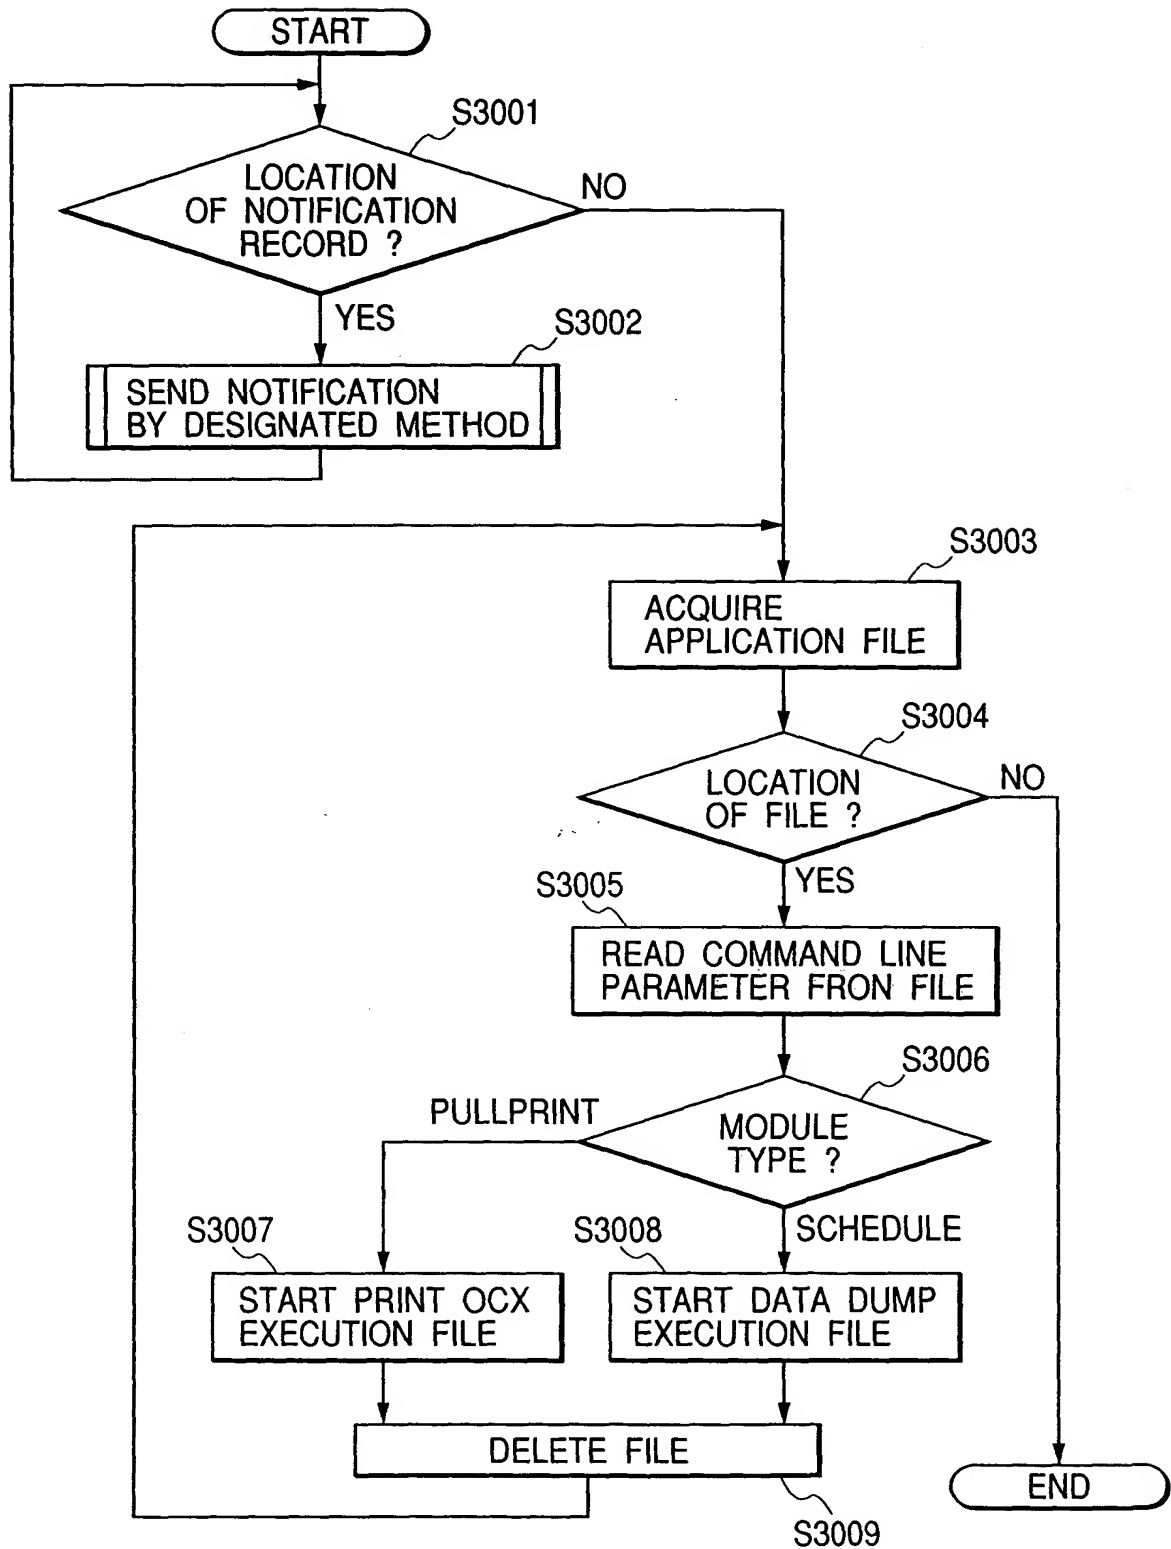 START
S3001
LOCATION
OF NOTIFICATION
RECORD ?
NO
YES
S3002
SEND NOTIFICATION
BY DESIGNATED METHOD
S3003
ACQUIRE
APPLICATION FILE
S3004
LOCATION
OF FILE ?
NO
YES
S3005
READ COMMAND LINE
PARAMETER FRON FILE
S3006
MODULE
TYPE ?
PULLPRINT
SCHEDULE
S3007
START PRINT OCX
EXECUTION FILE
S3008
START DATA DUMP
EXECUTION FILE
DELETE FILE
S3009
END